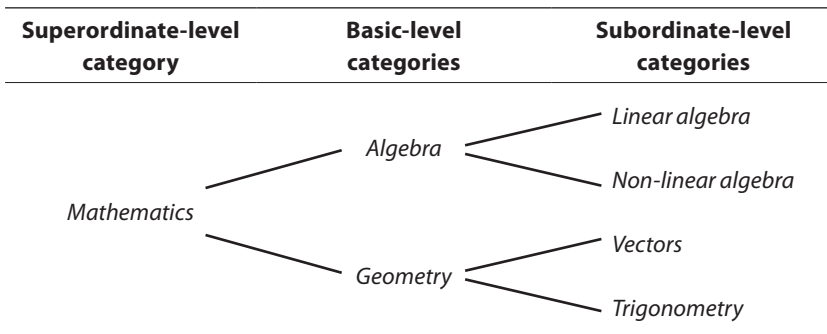 Superordinate-level category
Basic-level categories
Subordinate-level categories
Linear algebra
Algebra
Non-linear algebra
Mathematics
Vectors
Geometry
Trigonometry